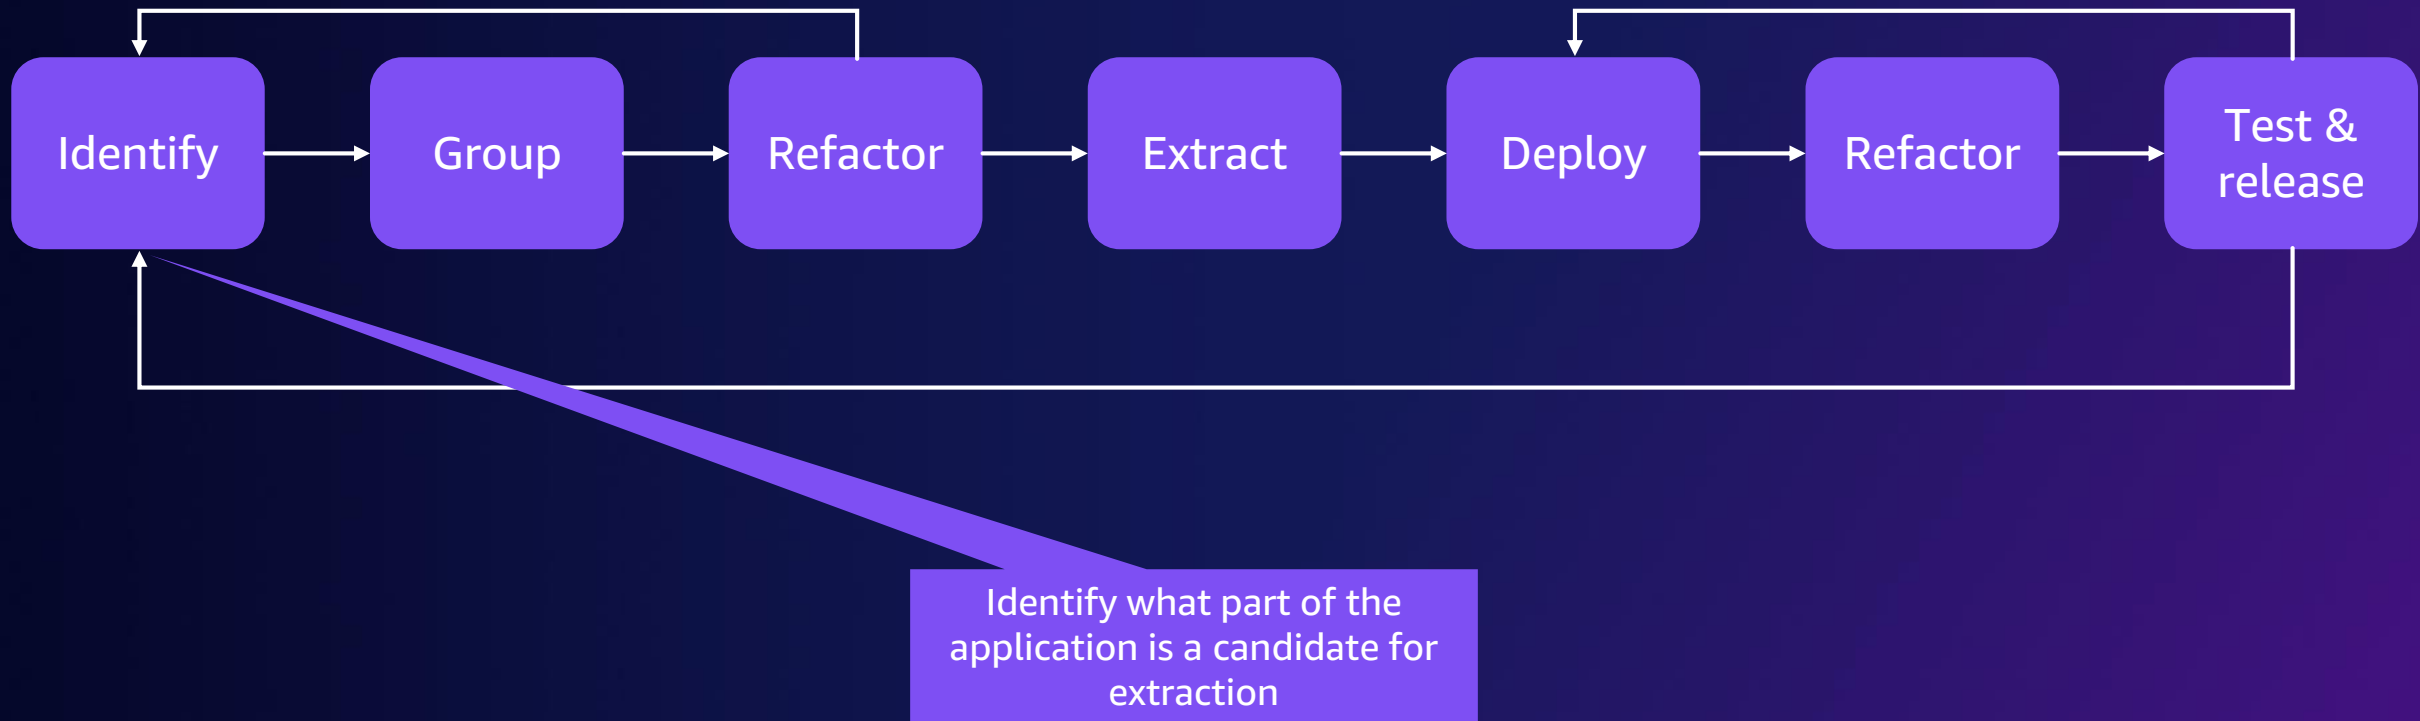 Identify
Group
Refactor
Extract
Deploy
Refactor
Test &
release
Identify what part of the
application is a candidate for
extraction